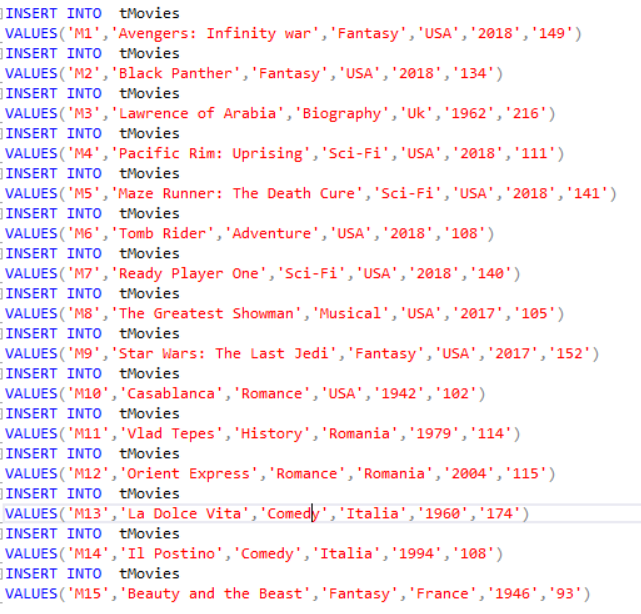 INSERT INTO tMovies
VALUES('M1','Avengers: Infinity war','Fantasy','USA','2018','149')
INSERT INTO tMovies
VALUES('M2','Black Panther','Fantasy','USA','2018','134')
INSERT INTO tMovies
VALUES('M3','Lawrence of Arabia','Biography','Uk','1962','216')
INSERT INTO tMovies
VALUES('M4','Pacific Rim: Uprising','Sci-Fi','USA','2018','111')
INSERT INTO tMovies
VALUES('M5','Maze Runner: The Death Cure','Sci-Fi','USA','2018','141')
INSERT INTO tMovies
VALUES('M6','Tomb Rider','Adventure','USA','2018','108')
INSERT INTO tMovies
VALUES('M7','Ready Player One','Sci-Fi','USA','2018','140')
INSERT INTO tMovies
VALUES('M8','The Greatest Showman','Musical','USA','2017','105')
INSERT INTO tMovies
VALUES('M9','Star Wars: The Last Jedi','Fantasy','USA','2017','152')
INSERT INTO tMovies
VALUES('M10','Casablanca','Romance','USA','1942','102')
INSERT INTO tMovies
VALUES('M11','Vlad Tepes','History','Romania','1979','114')
INSERT INTO tMovies
VALUES('M12','Orient Express','Romance','Romania','2004','115')
INSERT INTO tMovies
VALUES('M13','La Dolce Vita','Comedy','Italia','1960','174')
INSERT INTO tMovies
VALUES('M14','Il Postino','Comedy','Italia','1994','108')
INSERT INTO tMovies
VALUES('M15','Beauty and the Beast','Fantasy','France','1946','93')